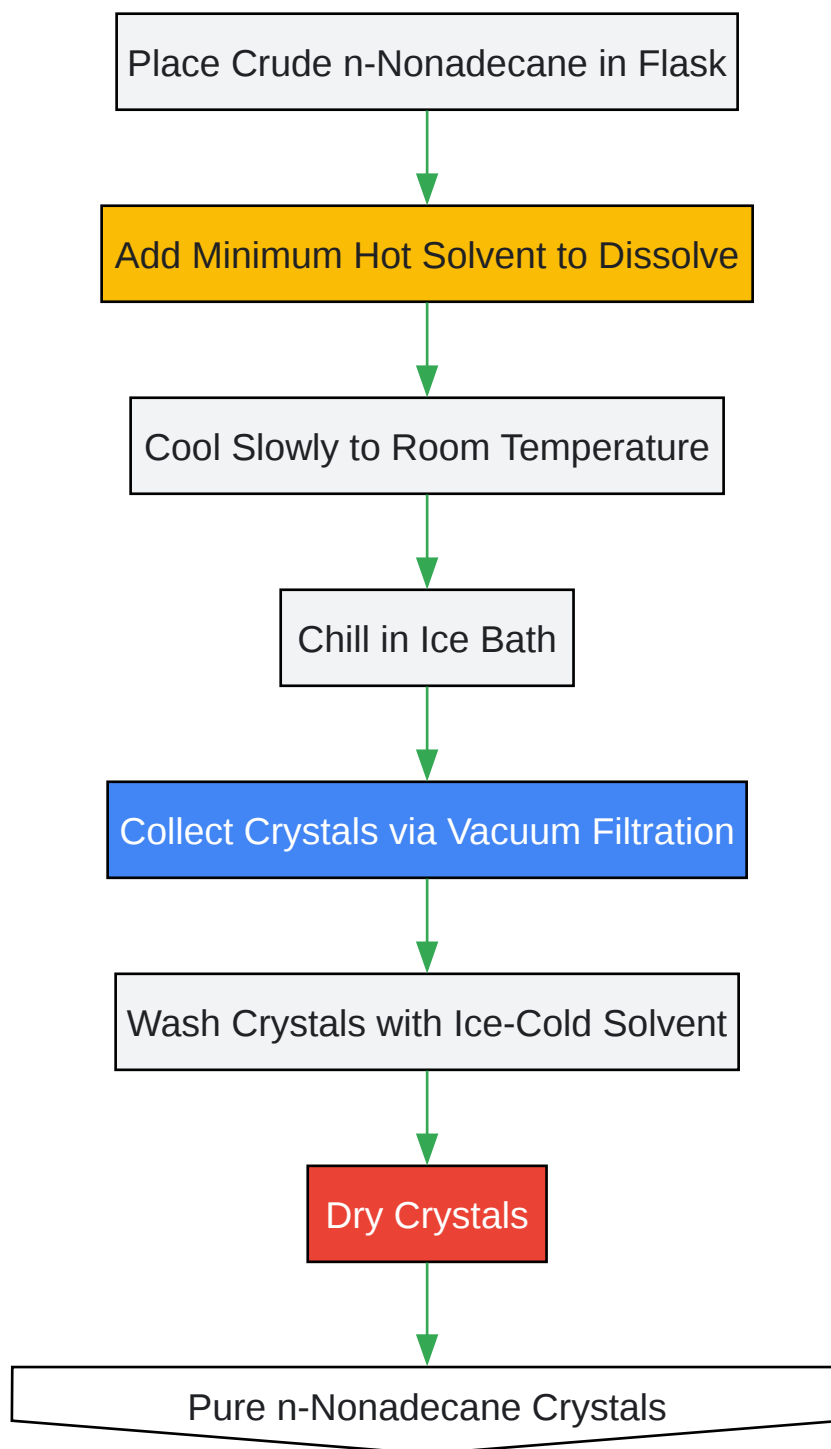 Place Crude n-Nonadecane in Flask
Add Minimum Hot Solvent to Dissolve
Cool Slowly to Room Temperature
Chill in Ice Bath
Collect Crystals via Vacuum Filtration
Wash Crystals with Ice-Cold Solvent
Dry Crystals
Pure n-Nonadecane Crystals